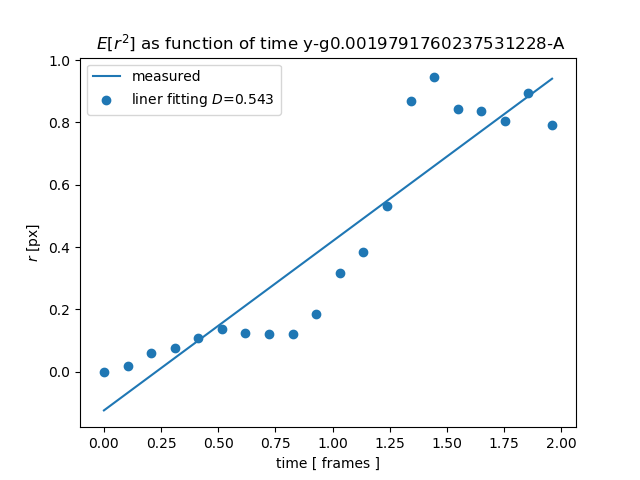 E[r²] as function of time y-g0.0019791760237531228-A
measured
liner fitting D=0.543
1.0
0.8
0.6
0.4
0.2
0.0
r [px]
0.00 0.25 0.50 0.75 1.00 1.25 1.50 1.75 2.00
time [ frames ]